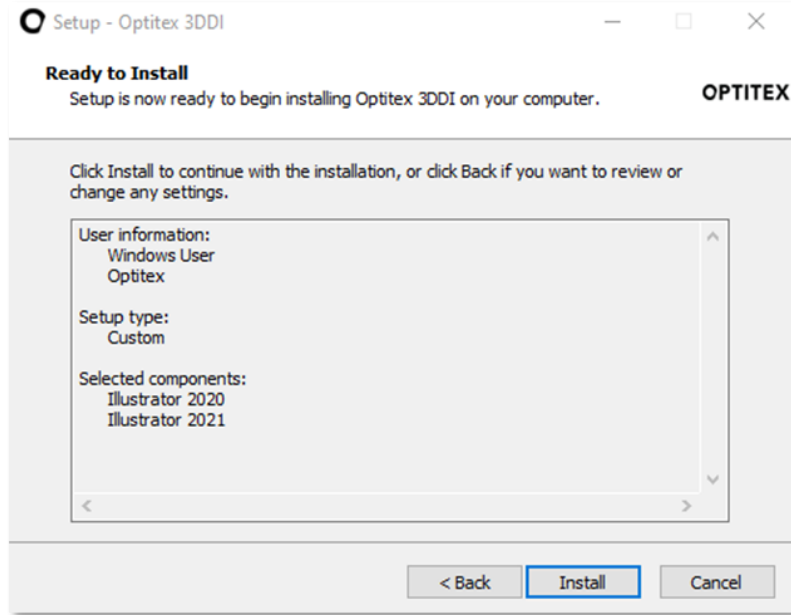 Setup - Optitex 3DDI
Ready to Install
Setup is now ready to begin installing Optitex 3DDI on your computer.
OPTITEX
Click Install to continue with the installation, or click Back if you want to review or
change any settings.
User information:
Windows User
Optitex
Setup type:
Custom
Selected components:
Illustrator 2020
Illustrator 2021
< Back
Install
Cancel